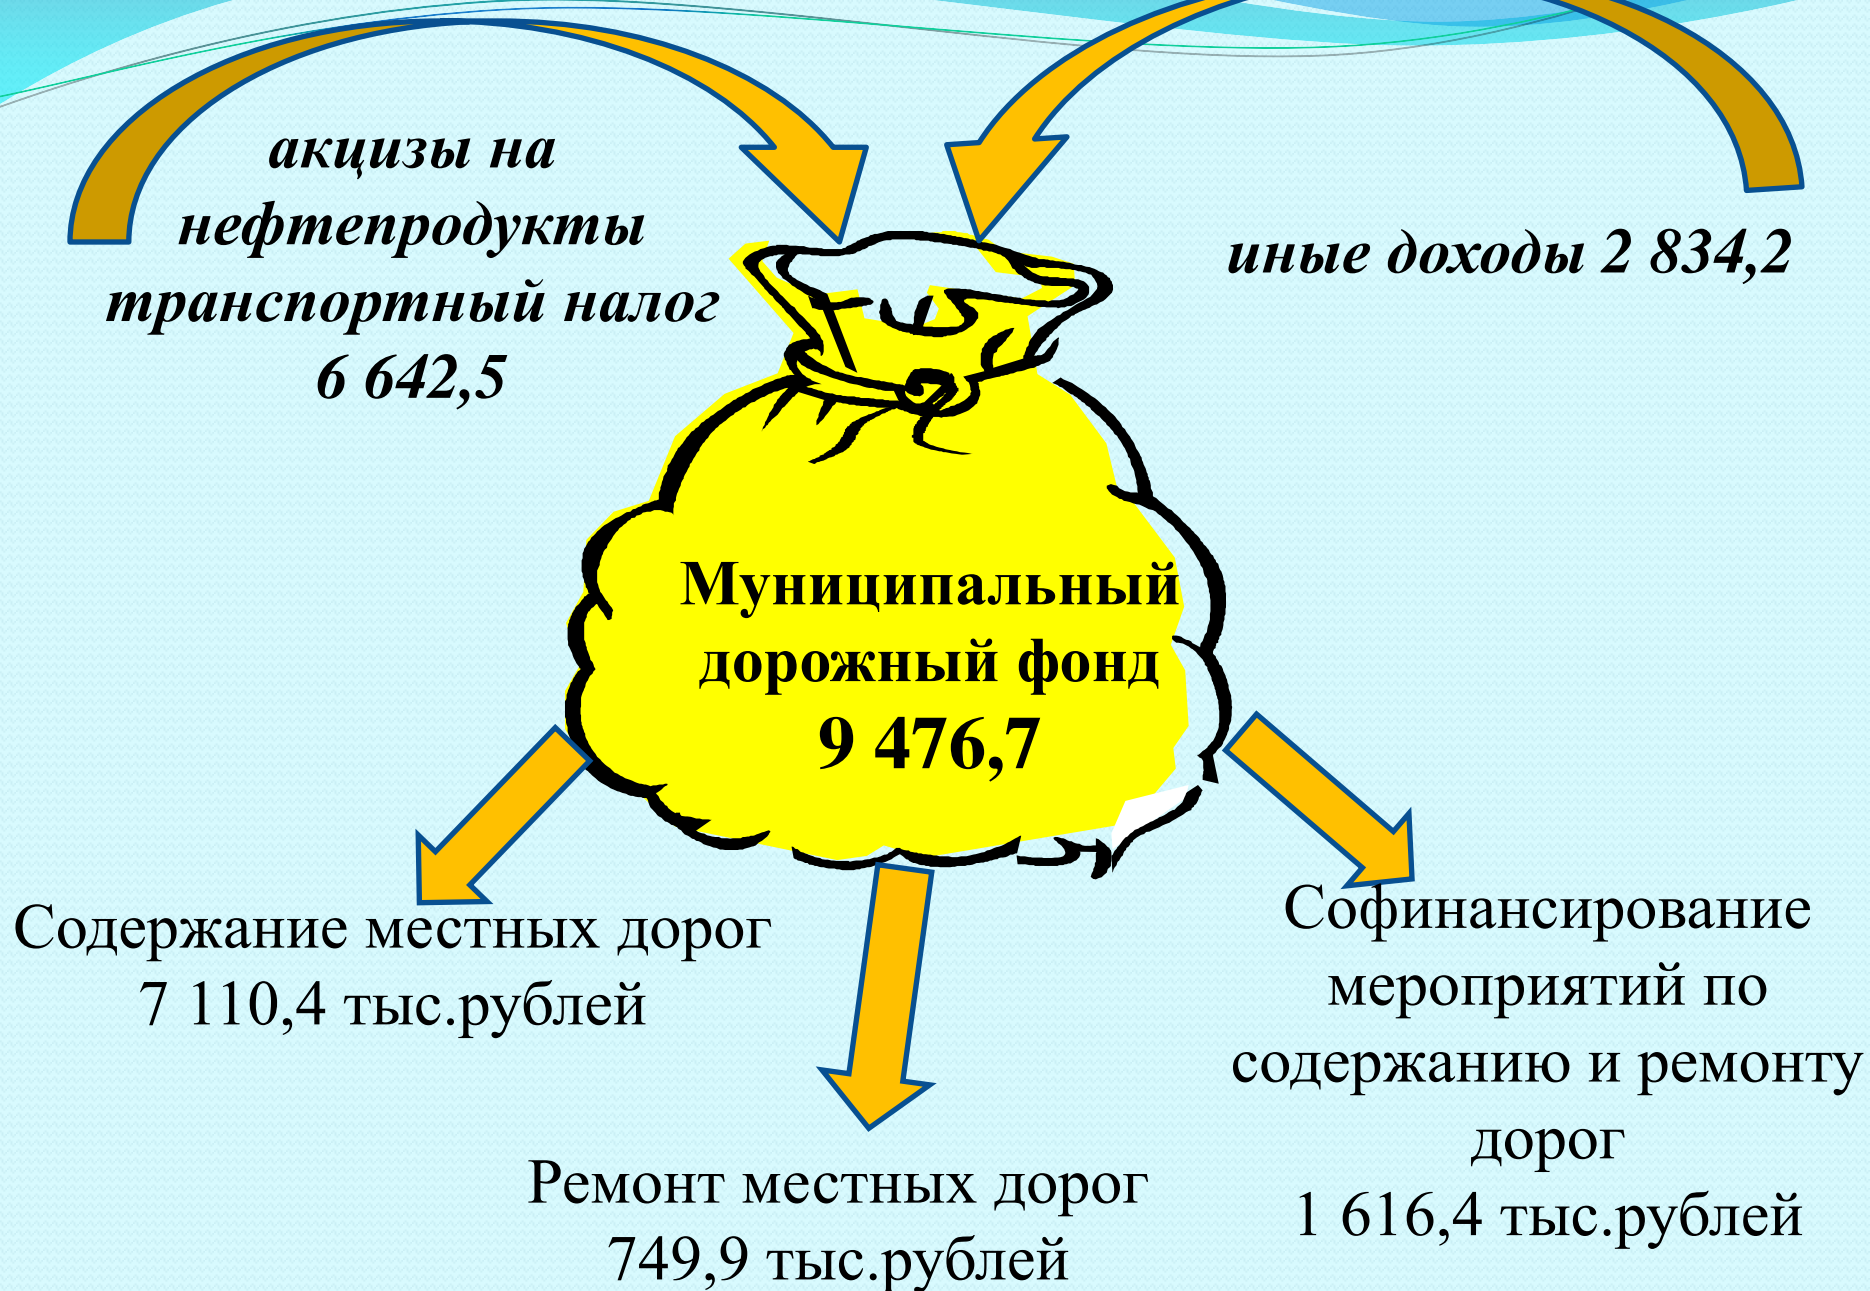 акцизы на
нефтепродукты
транспортный налог
6 642,5
иные доходы 2 834,2
Муниципальный
дорожный фонд
9 476,7
Содержание местных дорог
7 110,4 тыс.рублей
Ремонт местных дорог
749,9 тыс.рублей
Софинансирование
мероприятий по
содержанию и ремонту
дорог
1 616,4 тыс.рублей